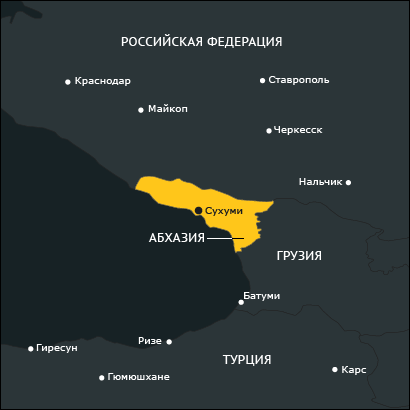 РОССИЙСКАЯ ФЕДЕРАЦИЯ
Краснодар
Ставрополь
Майкоп
Черкесск
Нальчик
Сухуми
АБХАЗИЯ
ГРУЗИЯ
Батуми
Ризе
Гиресун
ТУРЦИЯ
Карс
Гюмюшхане